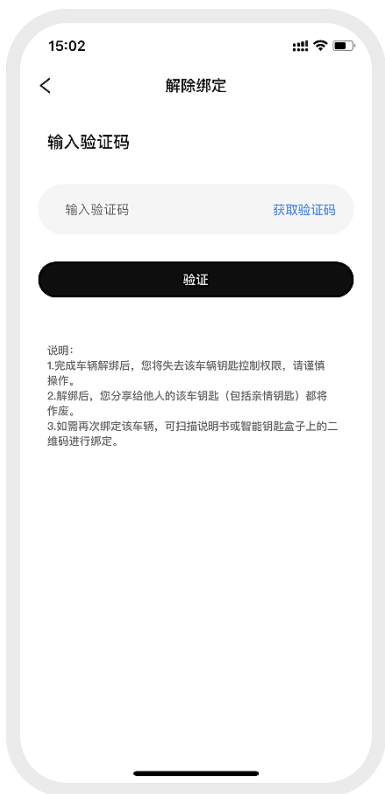 15:02
解除绑定
输入验证码
输入验证码 获取验证码
验证
说明：
1.完成车辆解绑后，您将失去该车辆钥匙控制权限，请谨慎
操作。
2.解绑后，您分享给他人的该车钥匙（包括亲情钥匙）都将
作废。
3.如需再次绑定该车辆，可扫描说明书或智能钥匙盒子上的二
维码进行绑定。